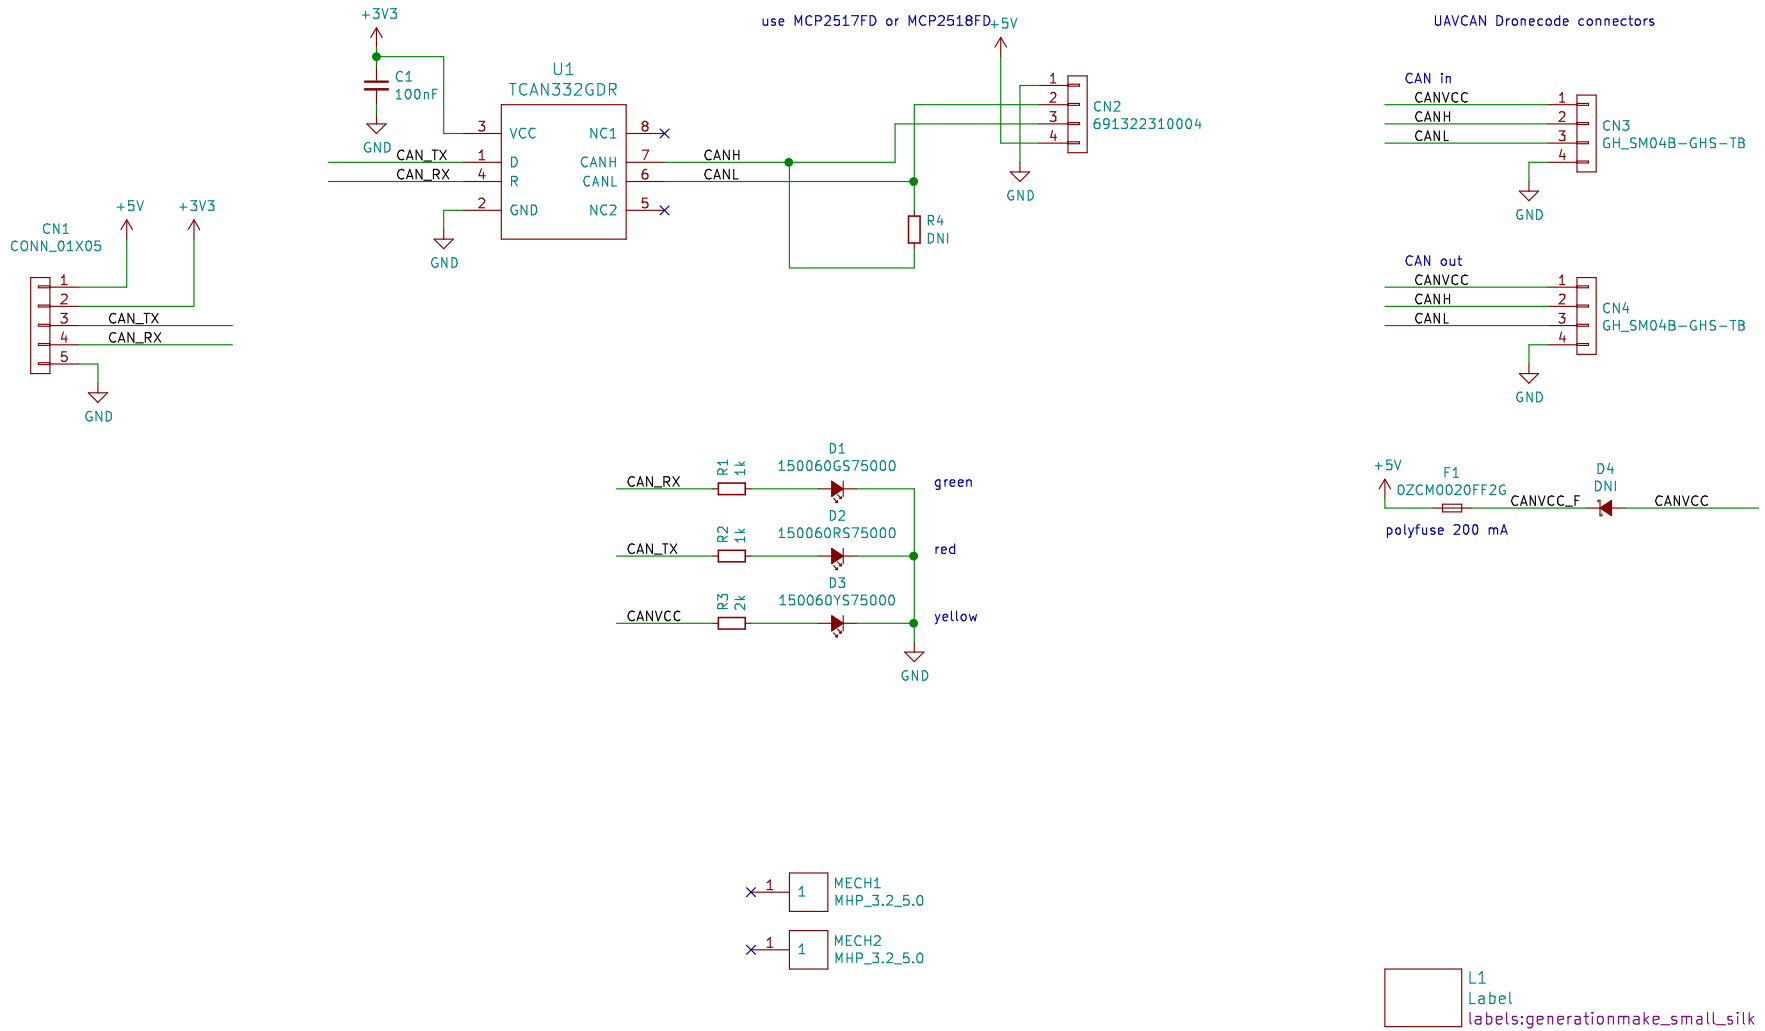 +3V3
C1
100nF
GND
U1
TCAN332GDR
3 VCC
1 D
4 R
2 GND
NC1 8
CANH 7
CANL 6
NC2 5
CAN_TX
CAN_RX
GND
CANH
CANL
use MCP2517FD or MCP2518FD
+5V
1
2
3
4
CN2
691322310004
GND
R4
DNI
UAVCAN Dronecode connectors
CAN in
CANVCC
CANH
CANL
1
2
3
4
CN3
GH_SM04B-GHS-TB
GND
CAN out
CANVCC
CANH
CANL
1
2
3
4
CN4
GH_SM04B-GHS-TB
GND
CN1
CONN_01X05
+5V
+3V3
1
2
3
4
5
CAN_TX
CAN_RX
GND
CAN_RX
R1
1k
D1
150060GS75000
green
CAN_TX
R2
1k
D2
150060RS75000
red
CANVCC
R3
2k
D3
150060YS75000
yellow
GND
+5V
F1
0ZCM0020FF2G
CANVCC_F
D4
DNI
CANVCC
polyfuse 200 mA
1
1
MECH1
MHP_3.2_5.0
1
1
MECH2
MHP_3.2_5.0
L1
Label
labels:generationmake_small_silk